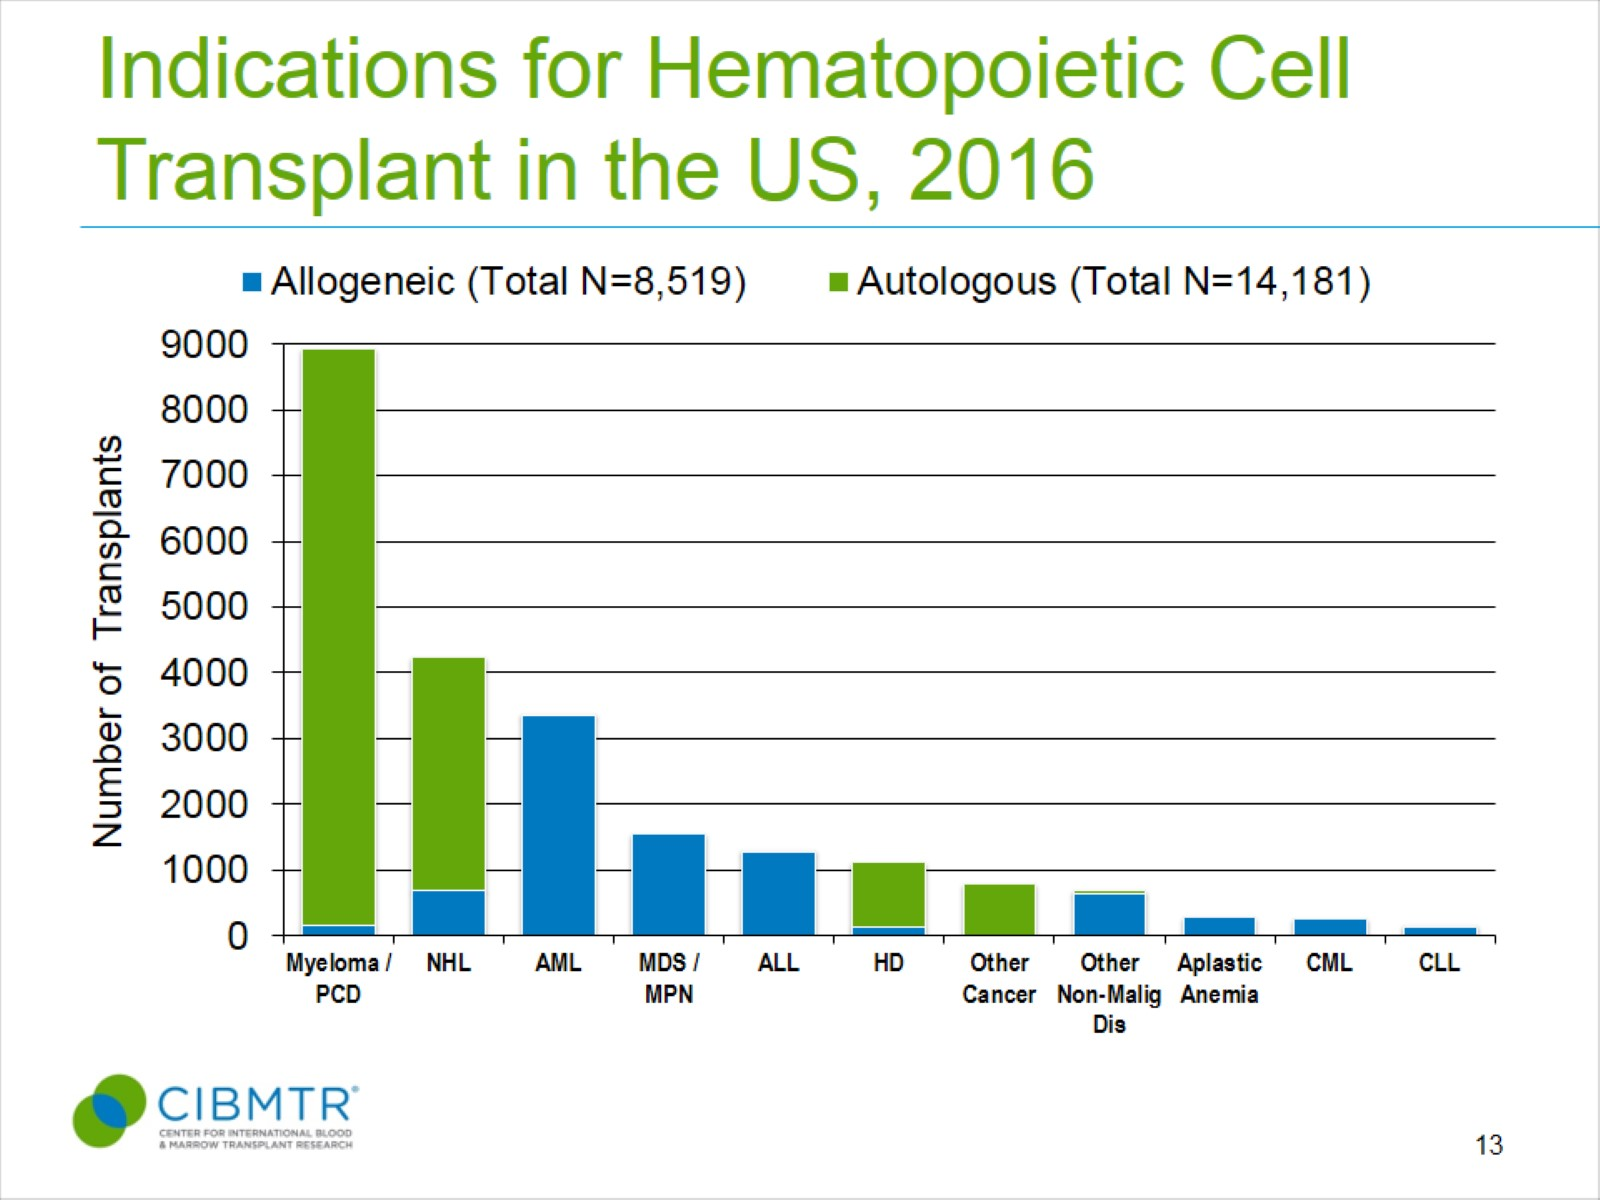 Indications for Hematopoietic Cell
Transplant in the US, 2016
Allogeneic (Total N=8,519) Autologous (Total N=14,181)
Number of Transplants
9000
8000
7000
6000
5000
4000
3000
2000
1000
0
Myeloma / PCD
NHL
AML
MDS / MPN
ALL
HD
Other Cancer
Other Non-Malig Dis
Aplastic Anemia
CML
CLL
CIBMTR®
CENTER FOR INTERNATIONAL BLOOD
& MARROW TRANSPLANT RESEARCH
13